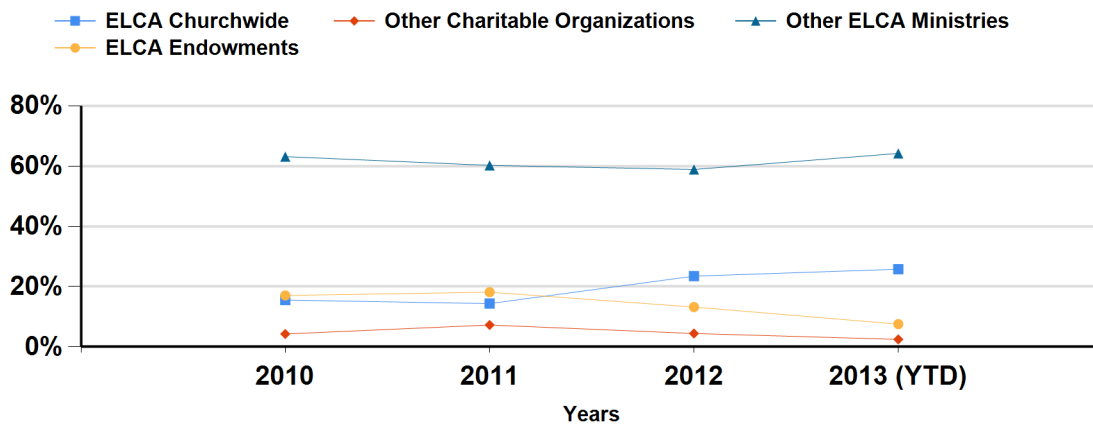 ELCA Churchwide Other Charitable Organizations Other ELCA Ministries
ELCA Endowments
80%
60%
40%
20%
0%
2010 2011 2012 2013 (YTD)
Years